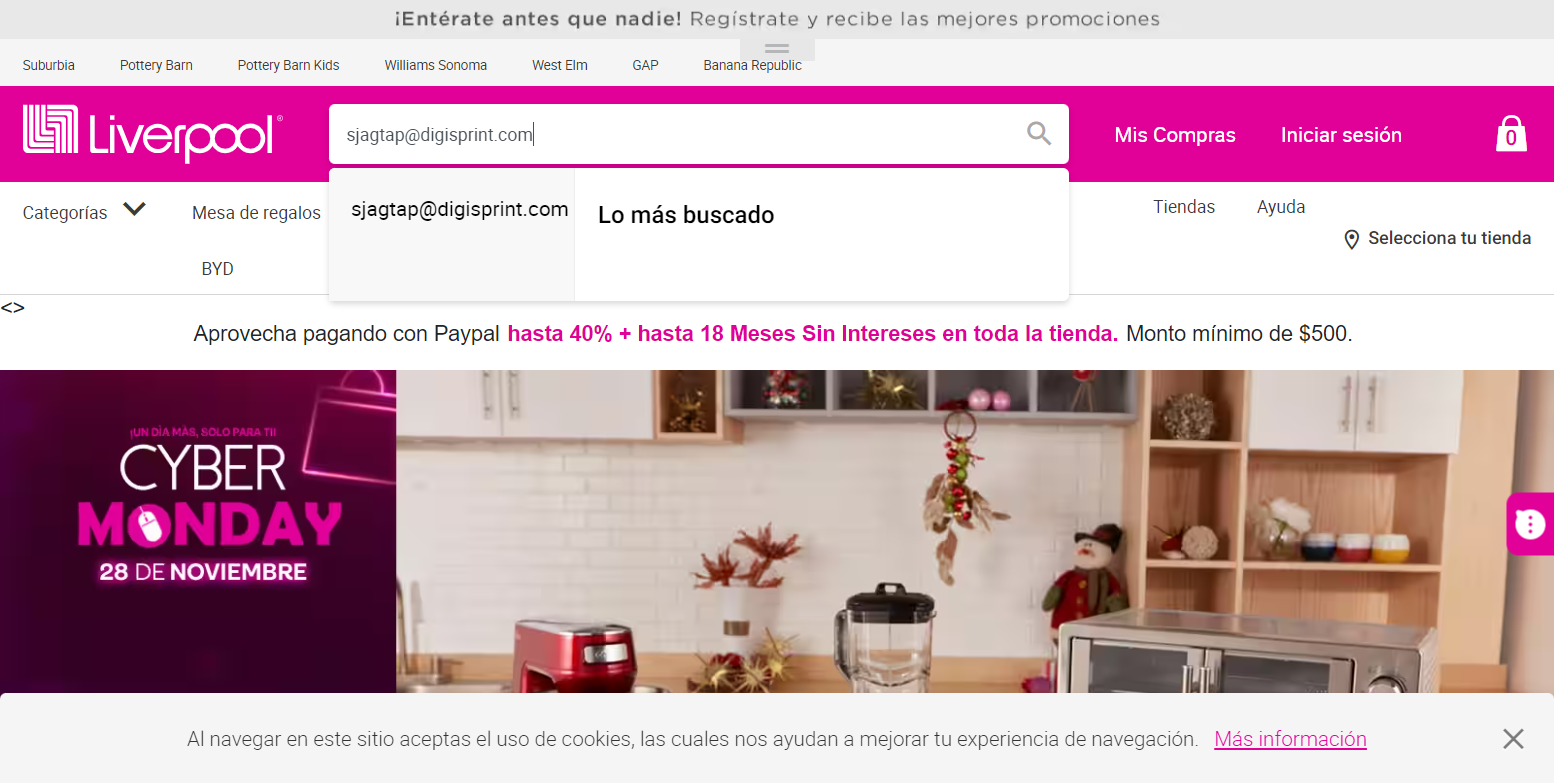 ¡Entérate antes que nadie! Regístrate y recibe las mejores promociones
Suburbia Pottery Barn Pottery Barn Kids Williams Sonoma West Elm GAP Banana Republic
Liverpool®
sjagtap@digisprint.com
Mis Compras Iniciar sesión 0
Categorías Mesa de regalos
sjagtap@digisprint.com Lo más buscado
Tiendas Ayuda
Selecciona tu tienda
BYD
<>
Aprovecha pagando con Paypal hasta 40% + hasta 18 Meses Sin Intereses en toda la tienda. Monto mínimo de $500.
¡UN DÍA MÁS, SOLO PARA TI!
CYBER
MONDAY
28 DE NOVIEMBRE
Al navegar en este sitio aceptas el uso de cookies, las cuales nos ayudan a mejorar tu experiencia de navegación. Más información